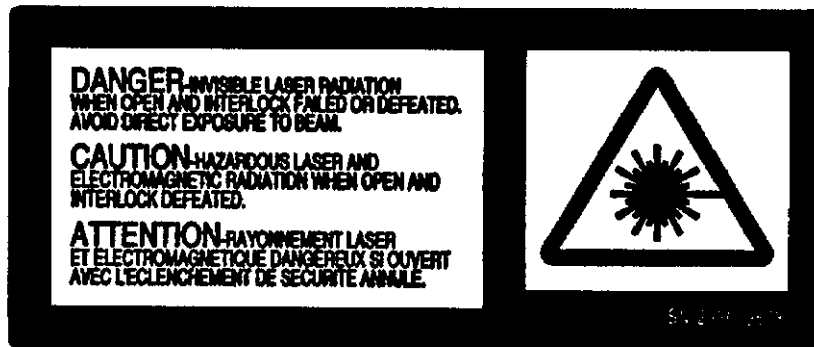 DANGER-INVISIBLE LASER RADIATION
WHEN OPEN AND INTERLOCK FAILED OR DEFEATED.
AVOID DIRECT EXPOSURE TO BEAM.
CAUTION-HAZARDOUS LASER AND
ELECTROMAGNETIC RADIATION WHEN OPEN AND
INTERLOCK DEFEATED.
ATTENTION-RAYONNEMENT LASER
ET ELECTROMAGNETIQUE DANGEREUX SI OUVERT
AVEC L'ECLENCHEMENT DE SECURITE ANNULE.